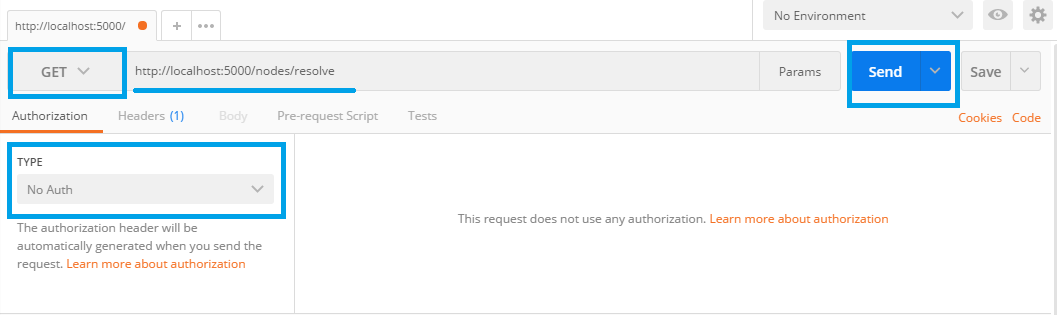 http://localhost:5000/
+
•••
No Environment
GET
http://localhost:5000/nodes/resolve
Params
Send
Save
Authorization
Headers (1)
Body
Pre-request Script
Tests
Cookies
Code
TYPE
No Auth
The authorization header will be
automatically generated when you send the
request. Learn more about authorization
This request does not use any authorization. Learn more about authorization